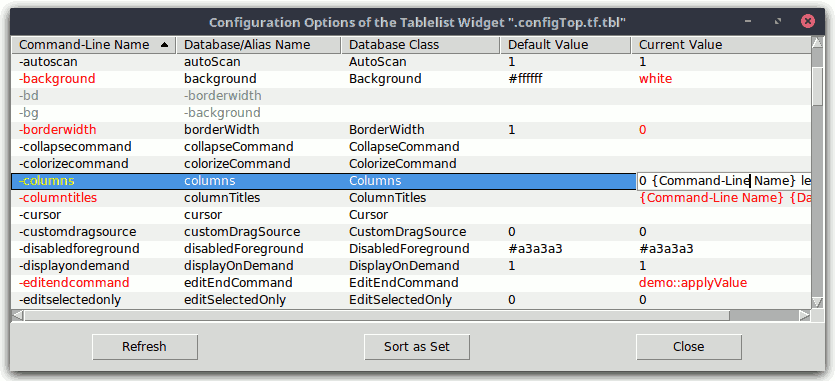 Configuration Options of the Tablelist Widget ".configTop.tf.tbl"
Command-Line Name Database/Alias Name Database Class Default Value Current Value
-autoscan autoScan AutoScan 1 1
-background background Background #ffffff white
-bd -borderwidth
-bg -background
-borderwidth borderWidth BorderWidth 1 0
-collapsecommand collapseCommand CollapseCommand
-colorizecommand colorizeCommand ColorizeCommand
-columns columns Columns 0 {Command-Line Name} le
-columntitles columnTitles ColumnTitles {Command-Line Name} {Da
-cursor cursor Cursor
-customdragsource customDragSource CustomDragSource 0 0
-disabledforeground disabledForeground DisabledForeground #a3a3a3 #a3a3a3
-displayondemand displayOnDemand DisplayOnDemand 1 1
-editendcommand editEndCommand EditEndCommand demo::applyValue
-editselectedonly editSelectedOnly EditSelectedOnly 0 0
Refresh Sort as Set Close